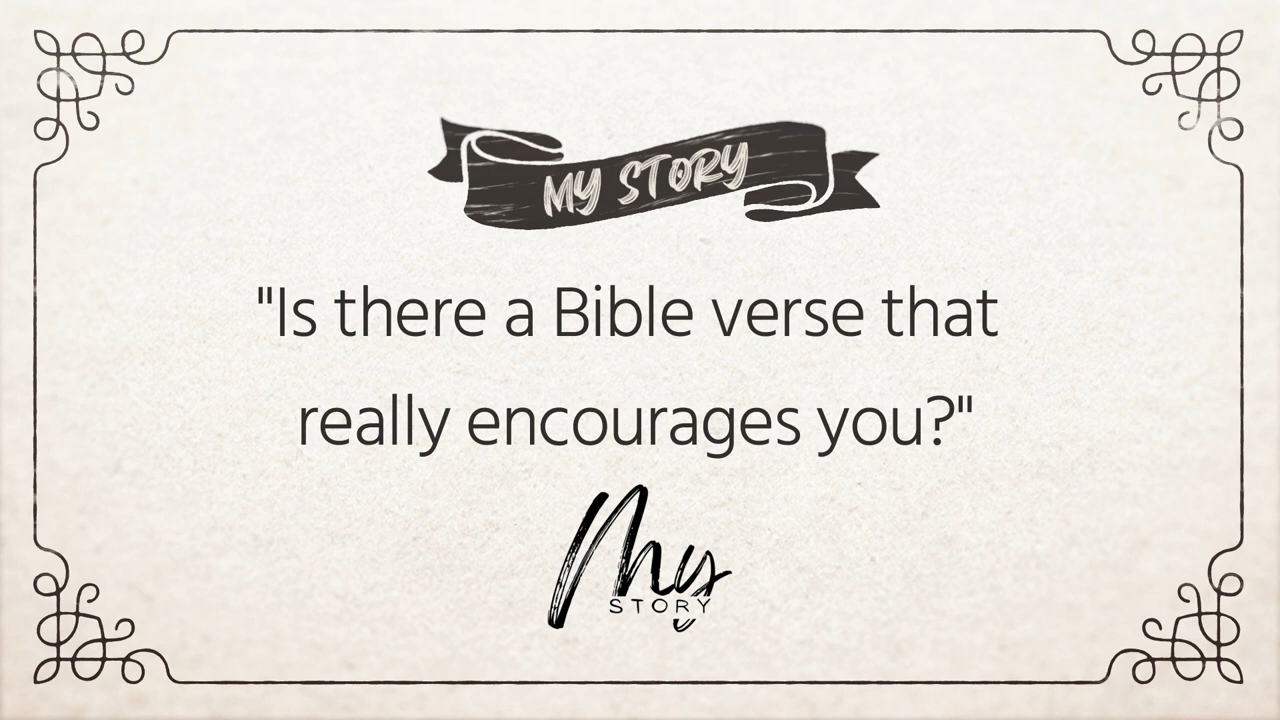 MY STORY
"Is there a Bible verse that
really encourages you?"
My
STORY